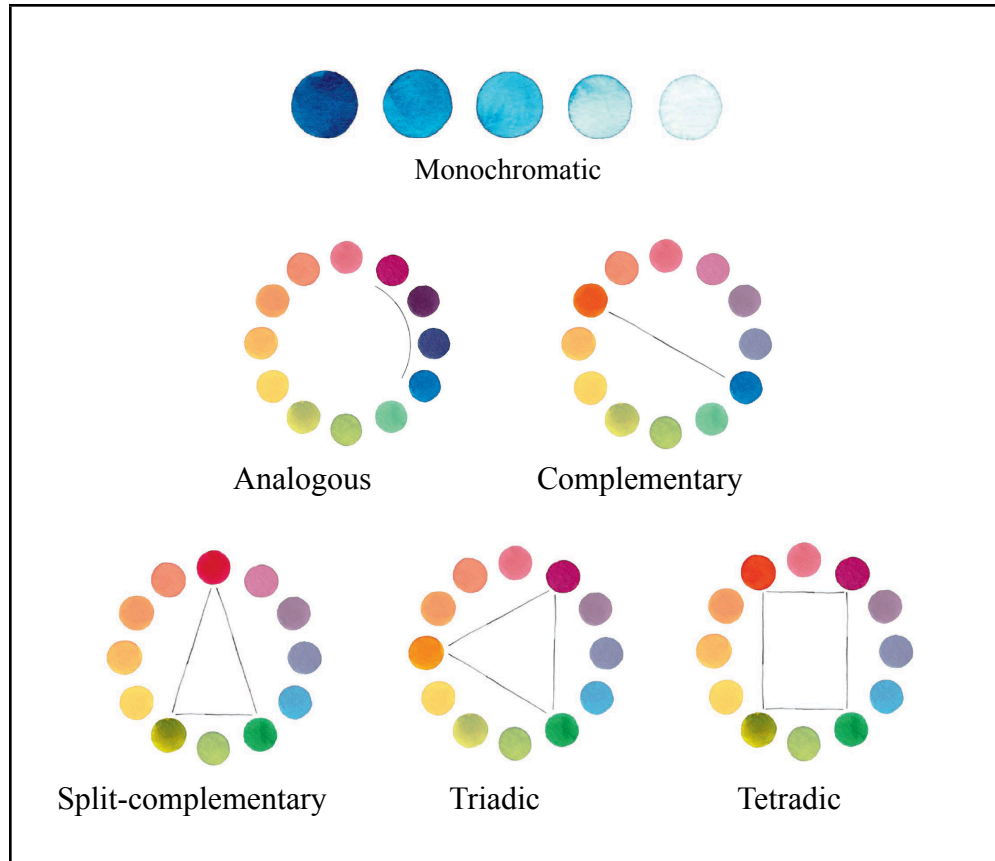 Monochromatic
Analogous
Complementary
Split-complementary
Triadic
Tetradic